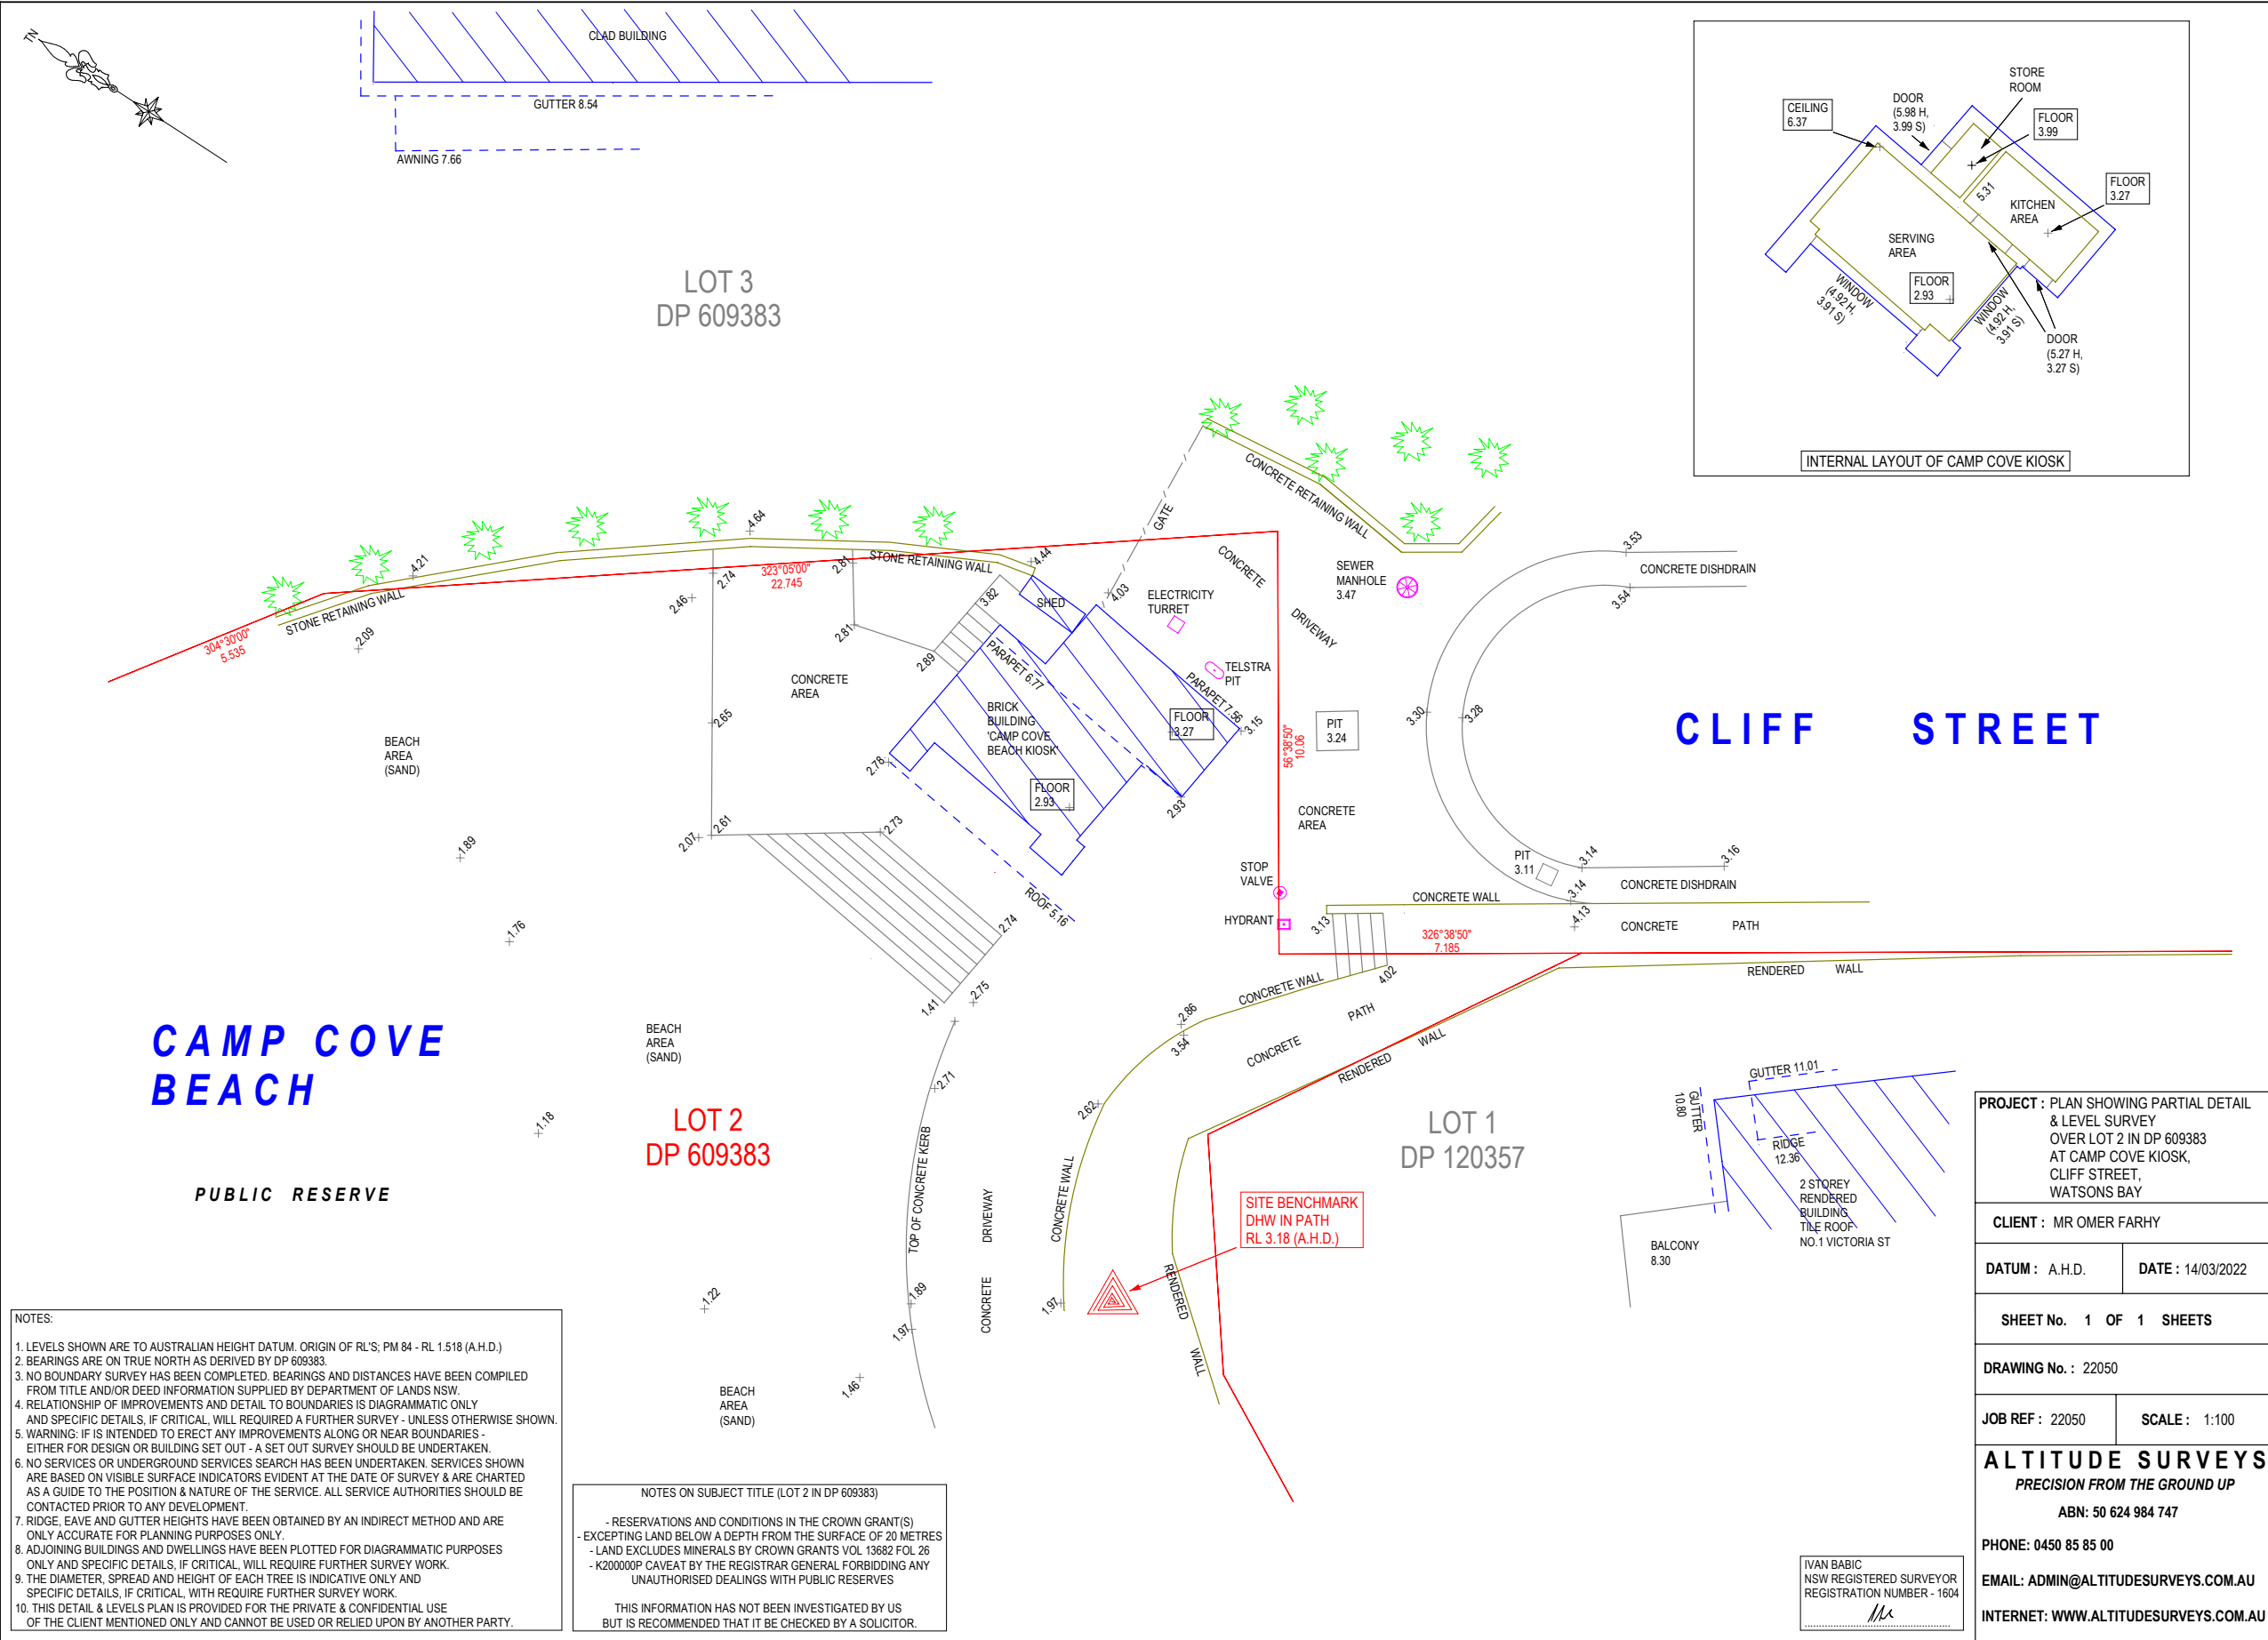 TN
CLAD BUILDING
GUTTER 8.54
AWNING 7.66
LOT 3
DP 609383
STORE
ROOM
DOOR
(5.98 H,
3.99 S)
CEILING
6.37
FLOOR
3.99
FLOOR
3.27
5.31
KITCHEN
AREA
SERVING
AREA
FLOOR
2.93
WINDOW
(4.92 H,
3.91 S)
WINDOW
(4.92 H,
3.91 S)
DOOR
(5.27 H,
3.27 S)
INTERNAL LAYOUT OF CAMP COVE KIOSK
CONCRETE RETAINING WALL
GATE
4.64
4.21
STONE RETAINING WALL
2.81
4.44
323°05'00"
22.745
2.74
2.46
STONE RETAINING WALL
2.09
304°30'00"
5.535
3.82
SHED
4.03
ELECTRICITY
TURRET
CONCRETE
DRIVEWAY
SEWER
MANHOLE
3.47
3.53
CONCRETE DISHDRAIN
3.54
2.81
2.89
PARAPET 6.77
TELSTRA
PIT
PARAPET 7.56
CONCRETE
AREA
BRICK
BUILDING
'CAMP COVE
BEACH KIOSK'
FLOOR
3.27
3.15
PIT
3.24
3.30
3.28
56°38'50"
10.06
CLIFF STREET
2.65
BEACH
AREA
(SAND)
2.78
FLOOR
2.93
2.93
CONCRETE
AREA
2.07
2.61
2.73
1.89
STOP
VALVE
HYDRANT
PIT
3.11
3.14
3.16
3.14
CONCRETE DISHDRAIN
CONCRETE WALL
4.13
CONCRETE PATH
3.13
326°38'50"
7.185
ROOF 5.16
2.74
1.76
RENDERED WALL
4.02
CONCRETE WALL
2.75
1.41
2.86
3.54
CONCRETE PATH
RENDERED WALL
CAMP COVE
BEACH
BEACH
AREA
(SAND)
2.71
2.62
1.18
LOT 2
DP 609383
LOT 1
DP 120357
PUBLIC RESERVE
TOP OF CONCRETE KERB
CONCRETE DRIVEWAY
CONCRETE WALL
SITE BENCHMARK
DHW IN PATH
RL 3.18 (A.H.D.)
RENDERED WALL
GUTTER 11.01
GUTTER
10.80
RIDGE
12.36
2 STOREY
RENDERED
BUILDING
TILE ROOF
NO.1 VICTORIA ST
BALCONY
8.30
1.22
1.89
1.97
1.97
1.46
BEACH
AREA
(SAND)
NOTES:
1. LEVELS SHOWN ARE TO AUSTRALIAN HEIGHT DATUM. ORIGIN OF RL'S; PM 84 - RL 1.518 (A.H.D.)
2. BEARINGS ARE ON TRUE NORTH AS DERIVED BY DP 609383.
3. NO BOUNDARY SURVEY HAS BEEN COMPLETED. BEARINGS AND DISTANCES HAVE BEEN COMPILED
FROM TITLE AND/OR DEED INFORMATION SUPPLIED BY DEPARTMENT OF LANDS NSW.
4. RELATIONSHIP OF IMPROVEMENTS AND DETAIL TO BOUNDARIES IS DIAGRAMMATIC ONLY
AND SPECIFIC DETAILS, IF CRITICAL, WILL REQUIRED A FURTHER SURVEY - UNLESS OTHERWISE SHOWN.
5. WARNING: IF IS INTENDED TO ERECT ANY IMPROVEMENTS ALONG OR NEAR BOUNDARIES -
EITHER FOR DESIGN OR BUILDING SET OUT - A SET OUT SURVEY SHOULD BE UNDERTAKEN.
6. NO SERVICES OR UNDERGROUND SERVICES SEARCH HAS BEEN UNDERTAKEN. SERVICES SHOWN
ARE BASED ON VISIBLE SURFACE INDICATORS EVIDENT AT THE DATE OF SURVEY & ARE CHARTED
AS A GUIDE TO THE POSITION & NATURE OF THE SERVICE. ALL SERVICE AUTHORITIES SHOULD BE
CONTACTED PRIOR TO ANY DEVELOPMENT.
7. RIDGE, EAVE AND GUTTER HEIGHTS HAVE BEEN OBTAINED BY AN INDIRECT METHOD AND ARE
ONLY ACCURATE FOR PLANNING PURPOSES ONLY.
8. ADJOINING BUILDINGS AND DWELLINGS HAVE BEEN PLOTTED FOR DIAGRAMMATIC PURPOSES
ONLY AND SPECIFIC DETAILS, IF CRITICAL, WILL REQUIRE FURTHER SURVEY WORK.
9. THE DIAMETER, SPREAD AND HEIGHT OF EACH TREE IS INDICATIVE ONLY AND
SPECIFIC DETAILS, IF CRITICAL, WITH REQUIRE FURTHER SURVEY WORK.
10. THIS DETAIL & LEVELS PLAN IS PROVIDED FOR THE PRIVATE & CONFIDENTIAL USE
OF THE CLIENT MENTIONED ONLY AND CANNOT BE USED OR RELIED UPON BY ANOTHER PARTY.
NOTES ON SUBJECT TITLE (LOT 2 IN DP 609383)
- RESERVATIONS AND CONDITIONS IN THE CROWN GRANT(S)
- EXCEPTING LAND BELOW A DEPTH FROM THE SURFACE OF 20 METRES
- LAND EXCLUDES MINERALS BY CROWN GRANTS VOL 13682 FOL 26
- K200000P CAVEAT BY THE REGISTRAR GENERAL FORBIDDING ANY
UNAUTHORISED DEALINGS WITH PUBLIC RESERVES
THIS INFORMATION HAS NOT BEEN INVESTIGATED BY US
BUT IS RECOMMENDED THAT IT BE CHECKED BY A SOLICITOR.
IVAN BABIC
NSW REGISTERED SURVEYOR
REGISTRATION NUMBER - 1604
PROJECT : PLAN SHOWING PARTIAL DETAIL
& LEVEL SURVEY
OVER LOT 2 IN DP 609383
AT CAMP COVE KIOSK,
CLIFF STREET,
WATSONS BAY
CLIENT : MR OMER FARHY
DATUM : A.H.D.
DATE : 14/03/2022
SHEET No. 1 OF 1 SHEETS
DRAWING No. : 22050
JOB REF : 22050
SCALE : 1:100
ALTITUDE SURVEYS
PRECISION FROM THE GROUND UP
ABN: 50 624 984 747
PHONE: 0450 85 85 00
EMAIL: ADMIN@ALTITUDESURVEYS.COM.AU
INTERNET: WWW.ALTITUDESURVEYS.COM.AU